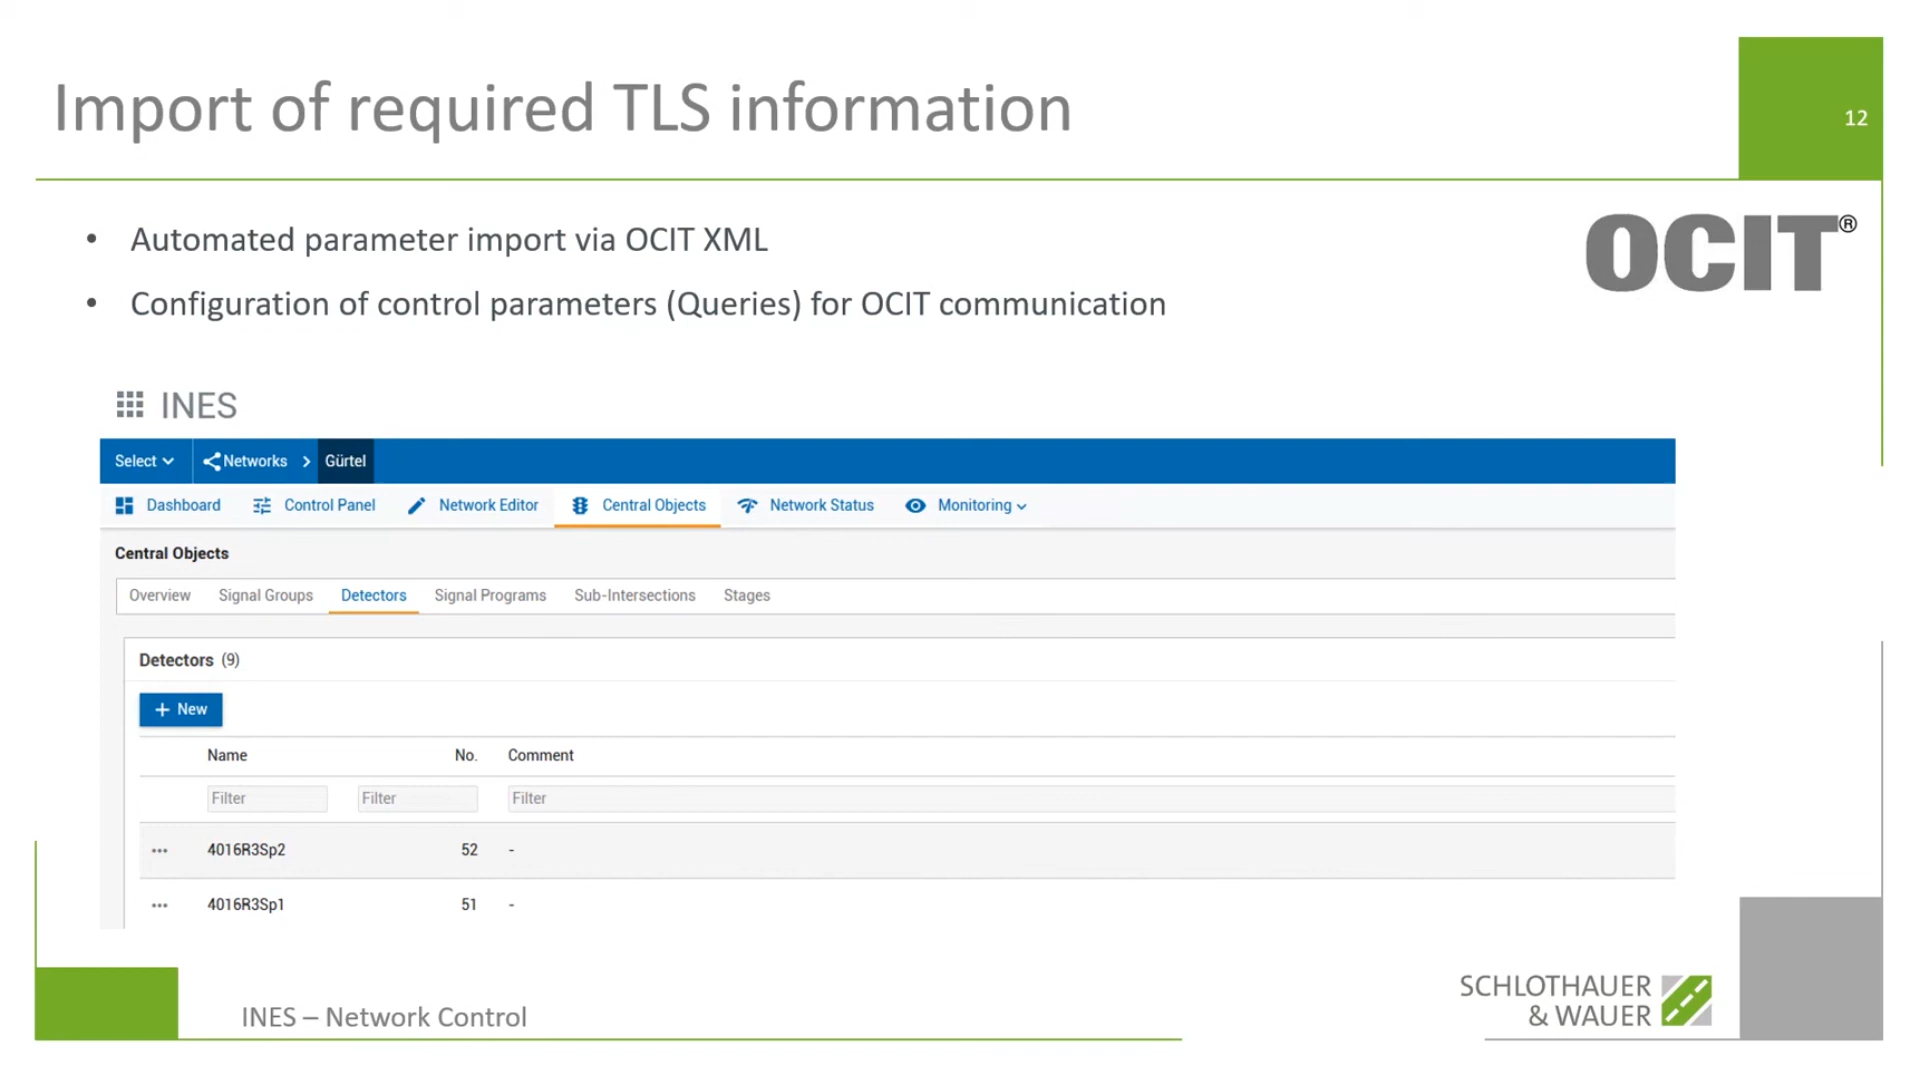 Import of required TLS information
12
• Automated parameter import via OCIT XML
• Configuration of control parameters (Queries) for OCIT communication
OCIT®
INES
Select Networks > Gürtel
Dashboard Control Panel Network Editor Central Objects Network Status Monitoring
Central Objects
Overview Signal Groups Detectors Signal Programs Sub-Intersections Stages
Detectors (9)
+ New
Name No. Comment
Filter Filter Filter
... 4016R3Sp2 52 -
... 4016R3Sp1 51 -
INES – Network Control
SCHLOTHAUER
& WAUER